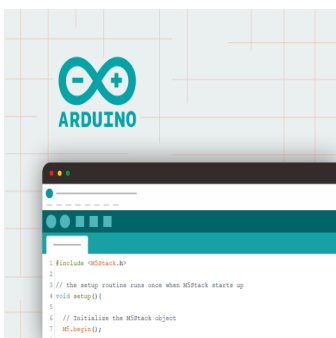 ARDUINO
1 #include <M5Stack.h>
2
3 // the setup routine runs once when M5Stack starts up
4 void setup(){
5
6 // Initialize the M5Stack object
7 M5.begin();